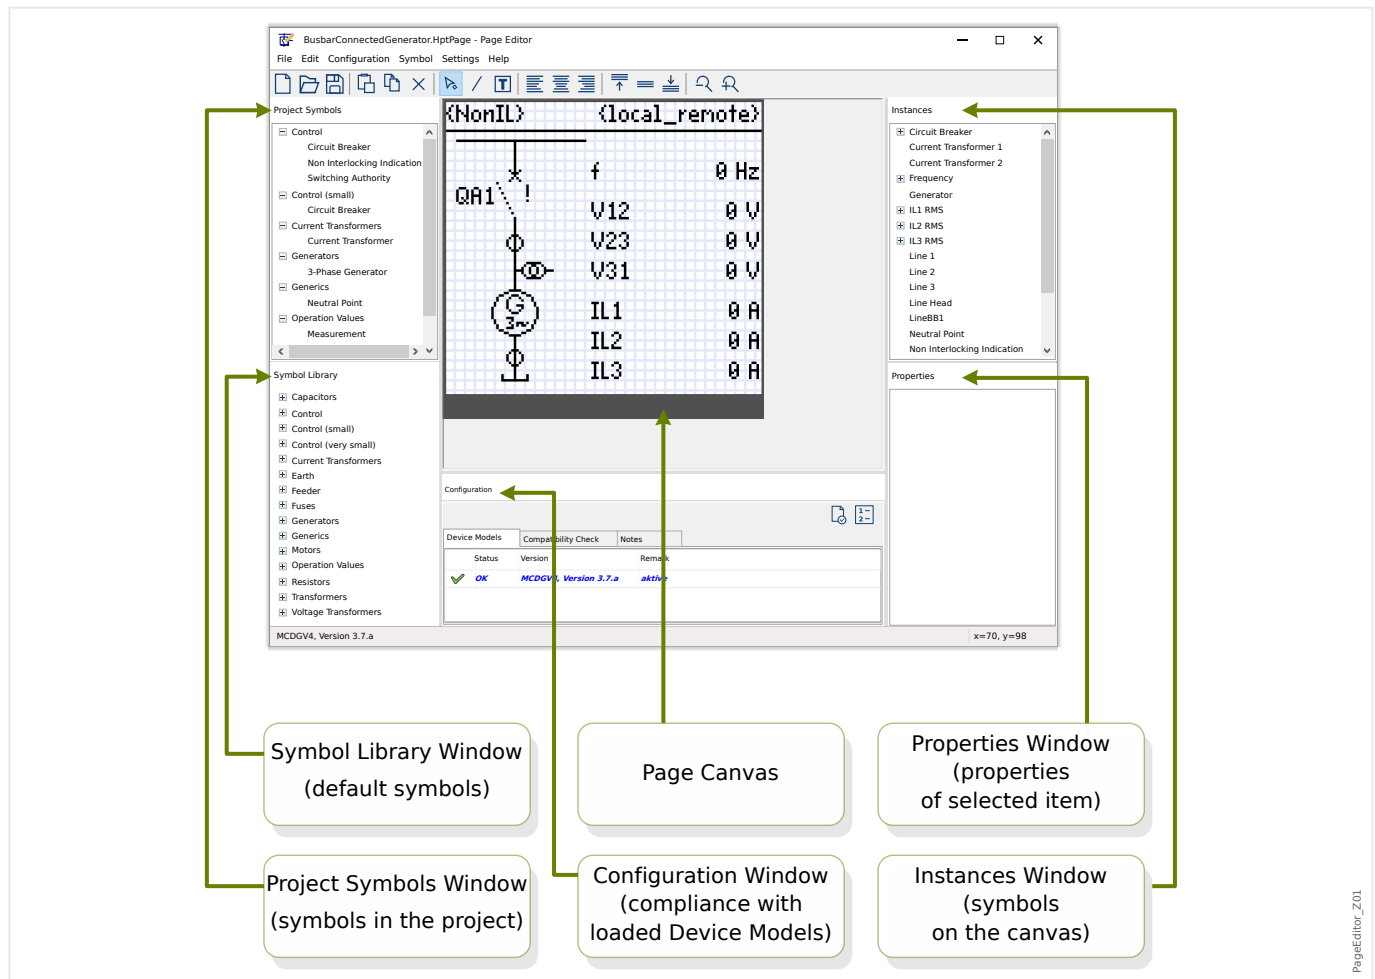 BusbarConnectedGenerator.HptPage - Page Editor
File Edit Configuration Symbol Settings Help
Project Symbols
Control
Circuit Breaker
Non Interlocking Indication
Switching Authority
Control (small)
Circuit Breaker
Current Transformers
Current Transformer
Generators
3-Phase Generator
Generics
Neutral Point
Operation Values
Measurement
Symbol Library
Capacitors
Control
Control (small)
Control (very small)
Current Transformers
Earth
Feeder
Fuses
Generators
Generics
Motors
Operation Values
Resistors
Transformers
Voltage Transformers
{NonIL} {local_remote}
f 0 Hz
QA1 !
V12 0 V
V23 0 V
V31 0 V
G
3~
IL1 0 A
IL2 0 A
IL3 0 A
Configuration
Device Models Compatibility Check Notes
Status Version Remark
OK MCDGV4, Version 3.7.a aktive
Instances
Circuit Breaker
Current Transformer 1
Current Transformer 2
Frequency
Generator
IL1 RMS
IL2 RMS
IL3 RMS
Line 1
Line 2
Line 3
Line Head
LineBB1
Neutral Point
Non Interlocking Indication
Properties
MCDGV4, Version 3.7.a x=70, y=98
Symbol Library Window
(default symbols)
Page Canvas
Properties Window
(properties
of selected item)
Project Symbols Window
(symbols in the project)
Configuration Window
(compliance with
loaded Device Models)
Instances Window
(symbols
on the canvas)
PageEditor_Z01